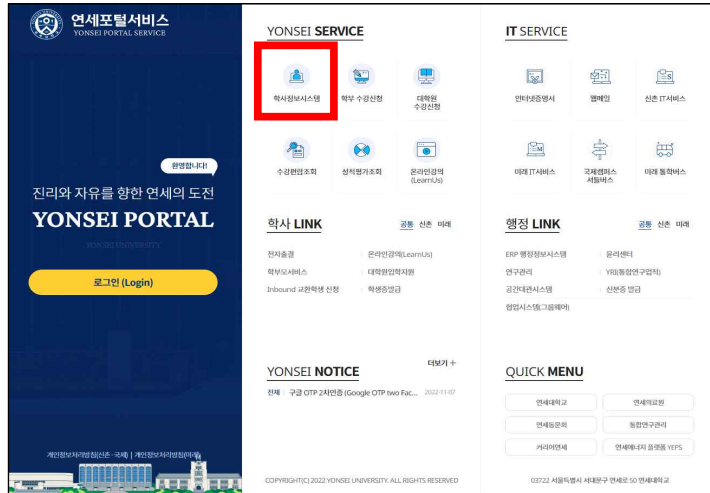 연세포털서비스
YONSEI PORTAL SERVICE
환영합니다!
진리와 자유를 향한 연세의 도전
YONSEI PORTAL
YONSEI UNIVERSITY
로그인 (Login)
개인정보처리방침(신촌·국제) | 개인정보처리방침(미래)
YONSEI SERVICE
학사정보시스템
학부 수강신청
대학원
수강신청
수강편람조회
성적평가조회
온라인강의
(LearnUs)
IT SERVICE
인터넷증명서
웹메일
신촌 IT서비스
미래 IT서비스
국제캠퍼스
셔틀버스
미래 통학버스
학사 LINK
공통 신촌 미래
전자출결
온라인강의(LearnUs)
학부모서비스
대학원입학지원
Inbound 교환학생 신청
학생증발급
행정 LINK
공통 신촌 미래
ERP 행정정보시스템
윤리센터
연구관리
YRI(통합연구업적)
공간대관시스템
신분증 발급
협업시스템(그룹웨어)
YONSEI NOTICE
더보기 +
전체 구글 OTP 2차인증 (Google OTP two Fac... 2022-11-07
QUICK MENU
연세대학교
연세의료원
연세동문회
통합연구관리
커리어연세
연세에너지 플랫폼 YEPS
COPYRIGHT(C) 2022 YONSEI UNIVERSITY. ALL RIGHTS RESERVED
03722 서울특별시 서대문구 연세로 50 연세대학교